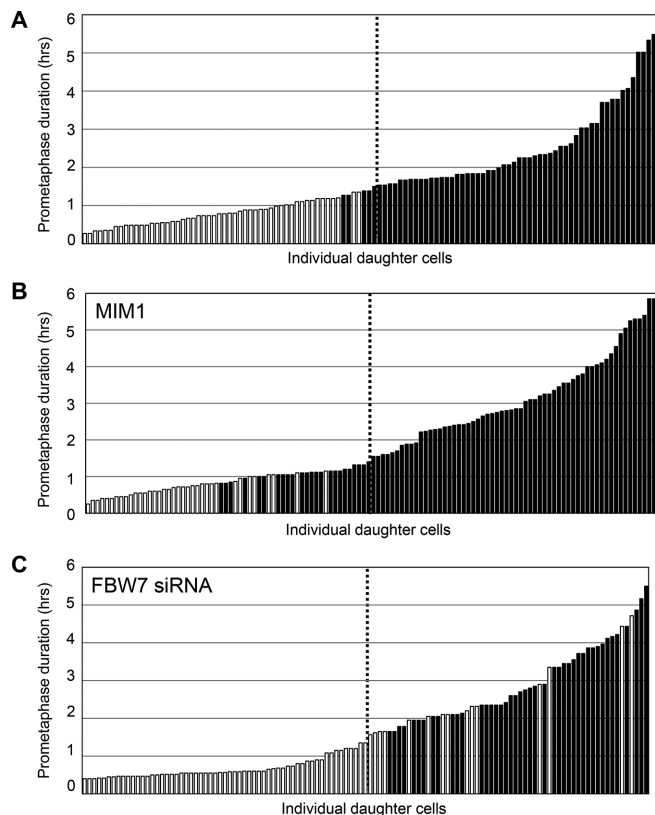 A
Prometaphase duration (hrs)
6
5
4
3
2
1
0
Individual daughter cells
B
MIM1
Prometaphase duration (hrs)
6
5
4
3
2
1
0
Individual daughter cells
C
FBW7 siRNA
Prometaphase duration (hrs)
6
5
4
3
2
1
0
Individual daughter cells